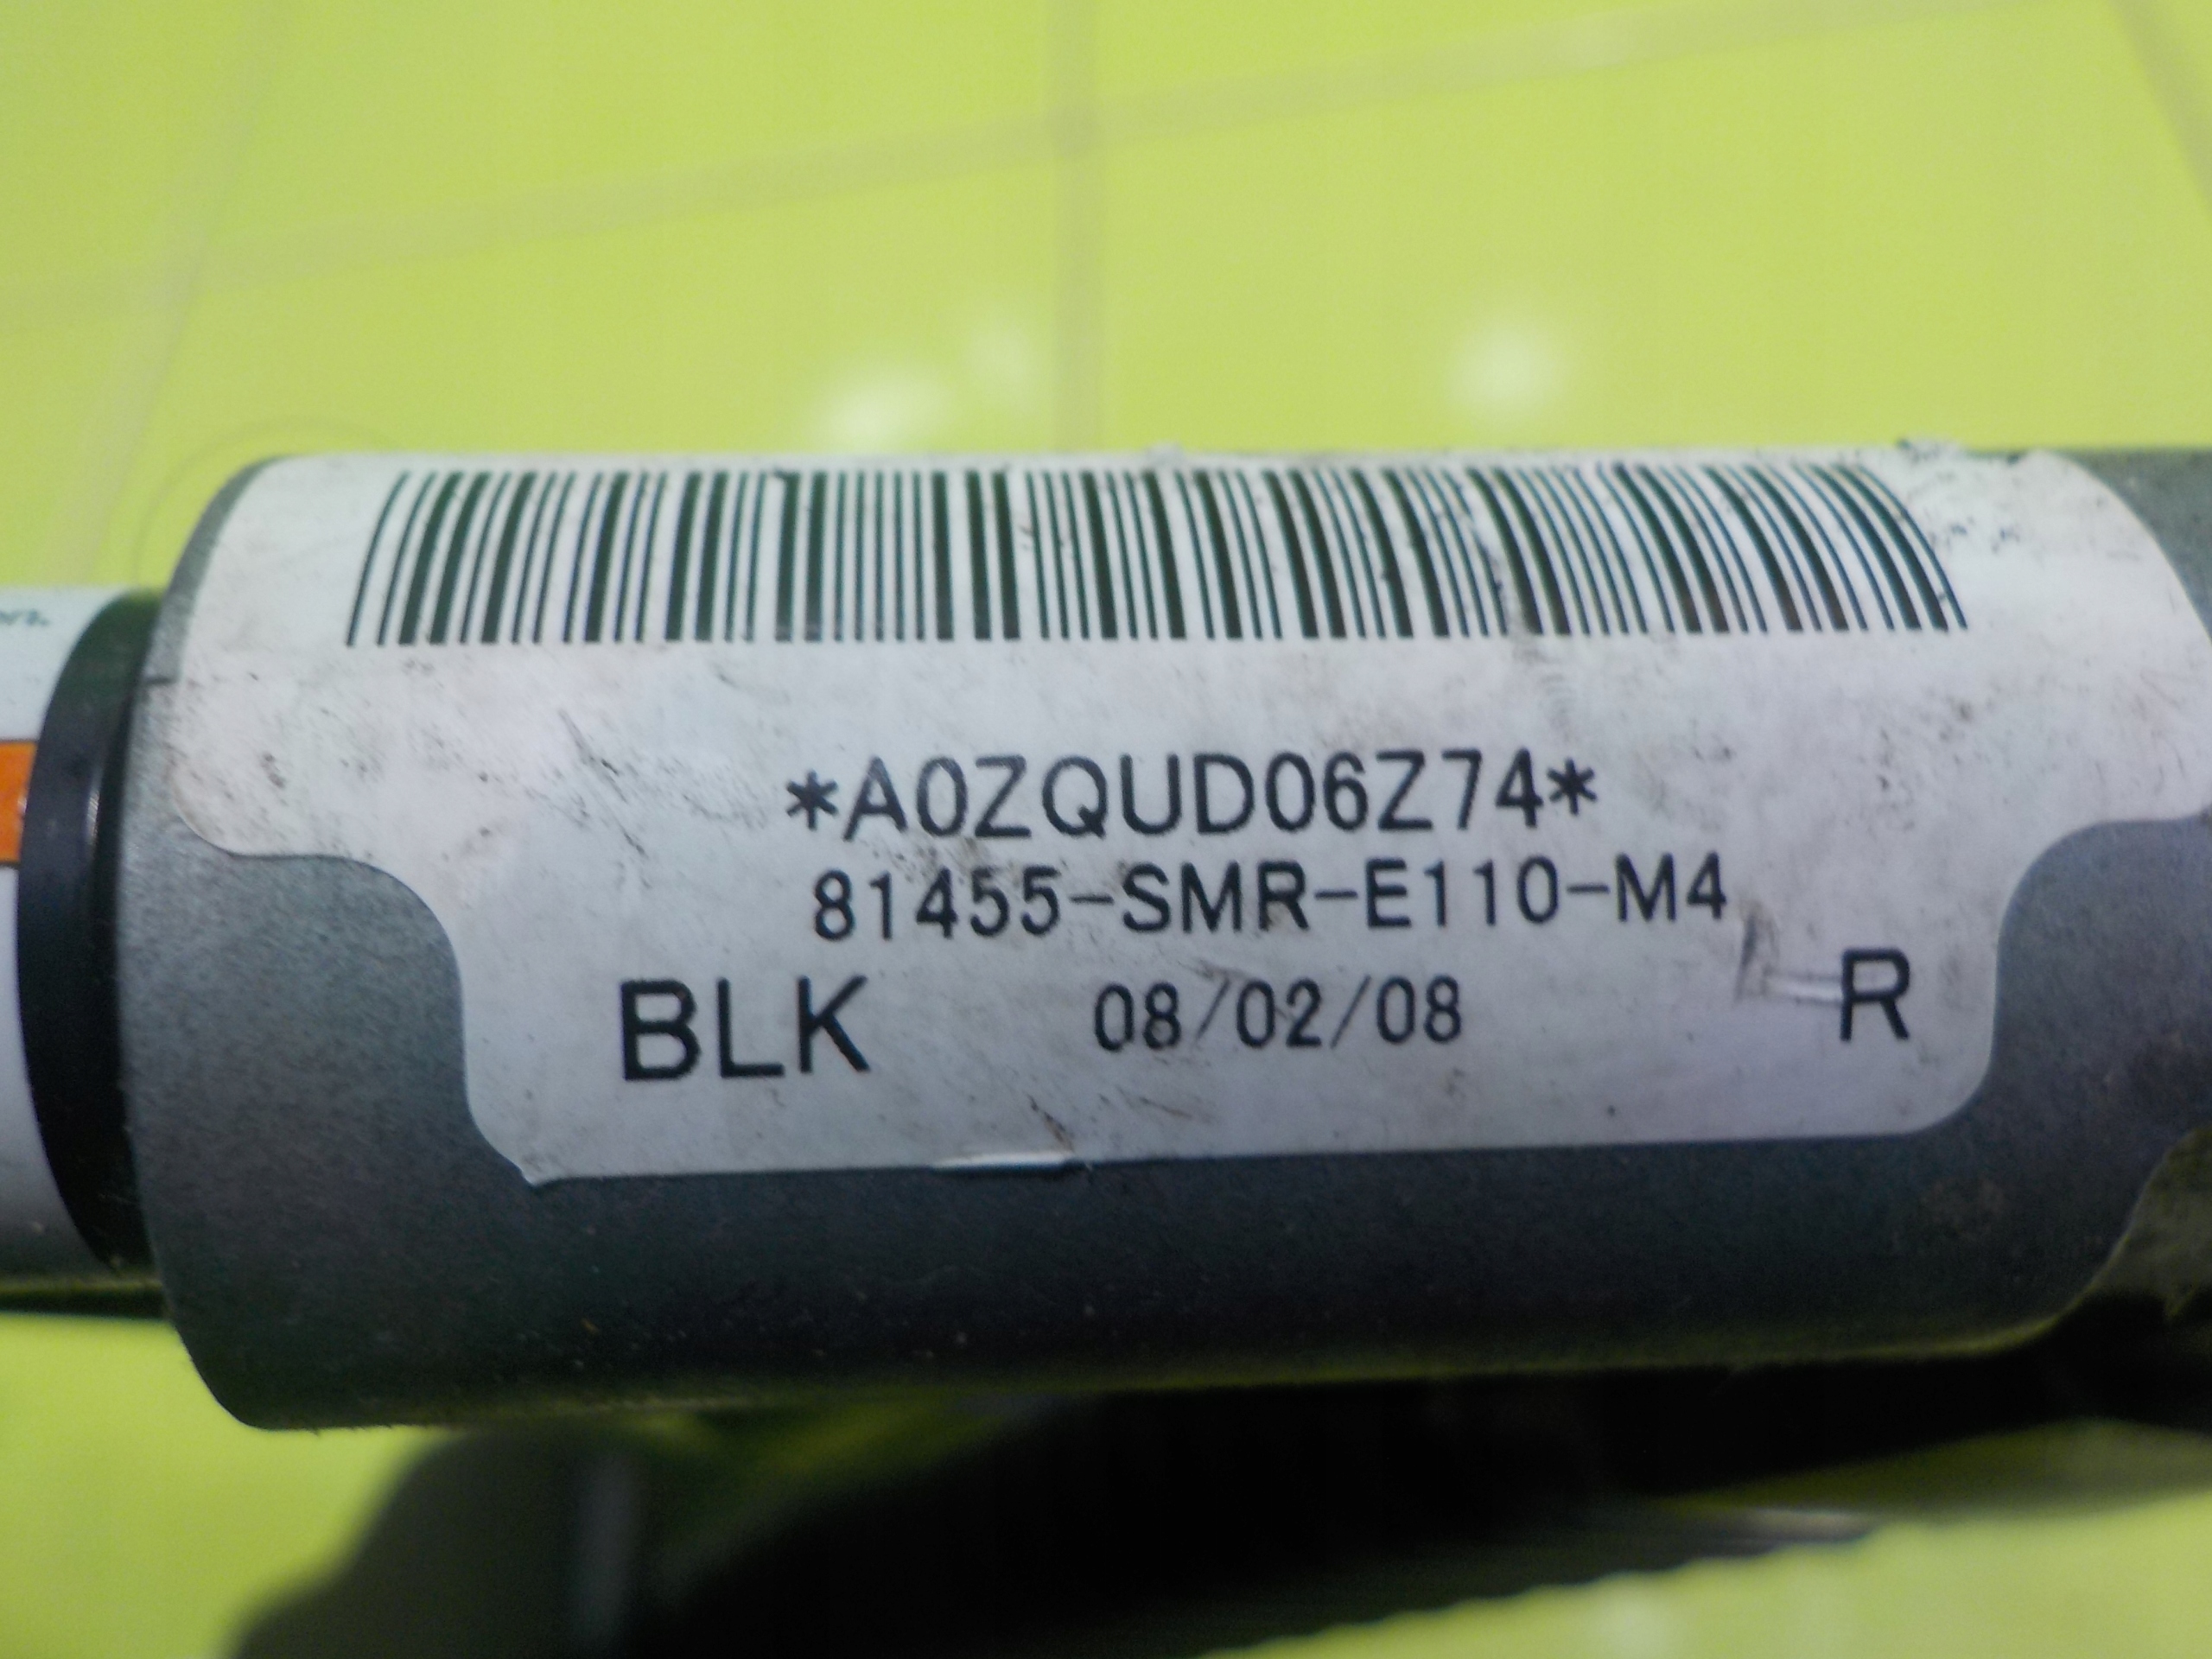 *A0ZQUD06Z74*
81455-SMR-E110-M4
BLK 08/02/08 R